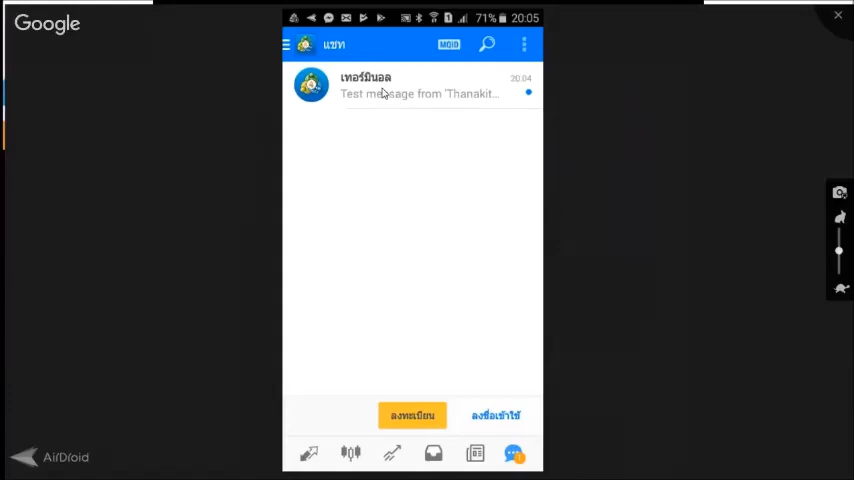 Google
71% 20:05
แชท
MQID
เทอร์มินอล
20:04
Test message from 'Thanakit...
ลงทะเบียน
ลงชื่อเข้าใช้
AirDroid